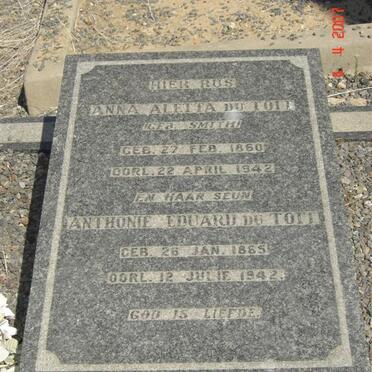 HIER RUS
ANNA ALETTA DU TOIT
(GEB SMITH)
GEB. 27 FEB. 1860
OORL. 22 APRIL 1942
EN HAAR SEUN
ANTHONIE EDUARD DU TOIT
GEB. 26 JAN. 1885
OORL. 12 JULIE 1942.
GOD IS LIEFDE.